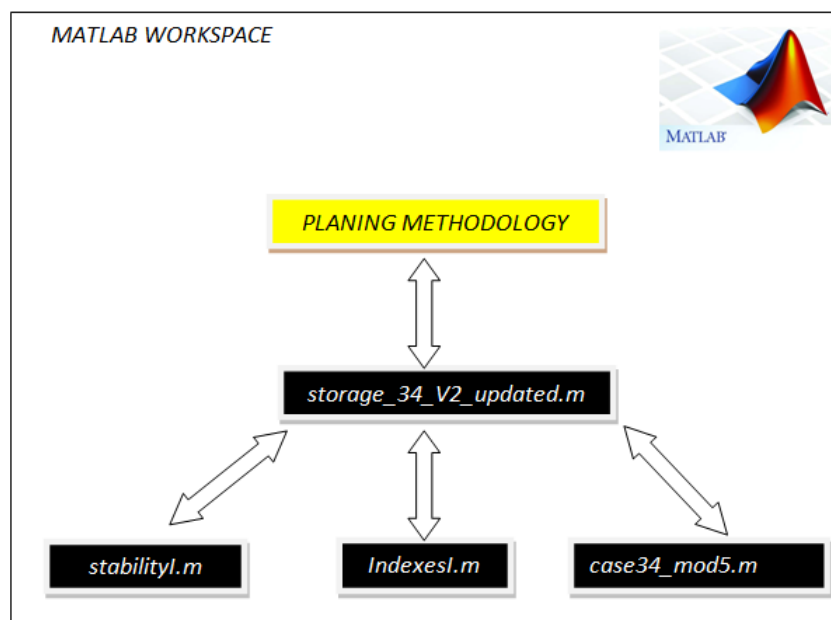 MATLAB WORKSPACE
MATLAB
PLANING METHODOLOGY
storage_34_V2_updated.m
stabilityI.m
IndexesI.m
case34_mod5.m